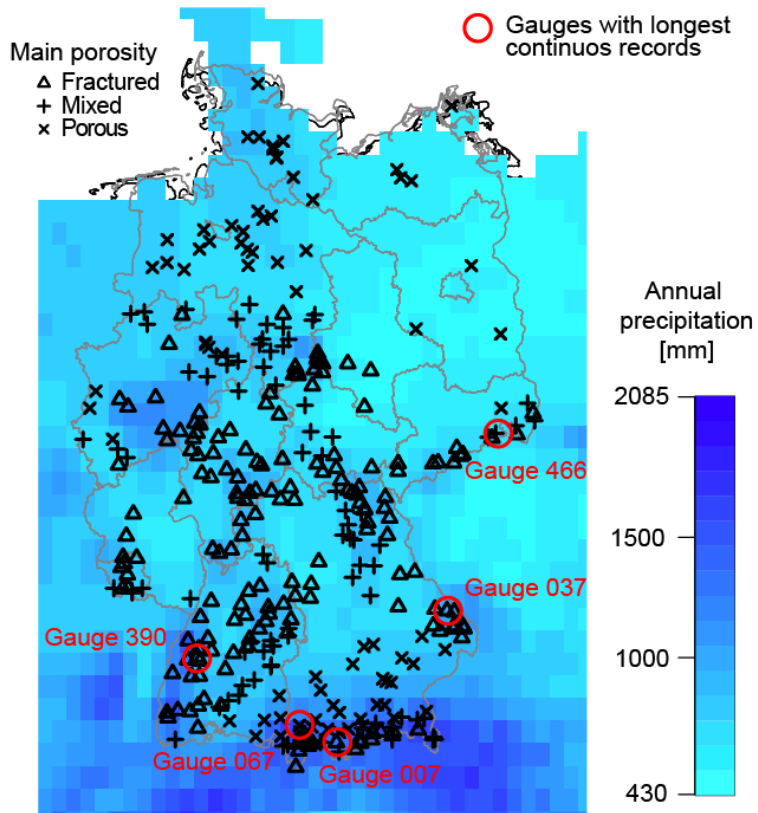 Gauges with longest
continuos records
Main porosity
Fractured
Mixed
Porous
Annual
precipitation
[mm]
2085
1500
1000
430
Gauge 466
Gauge 037
Gauge 390
Gauge 067
Gauge 007